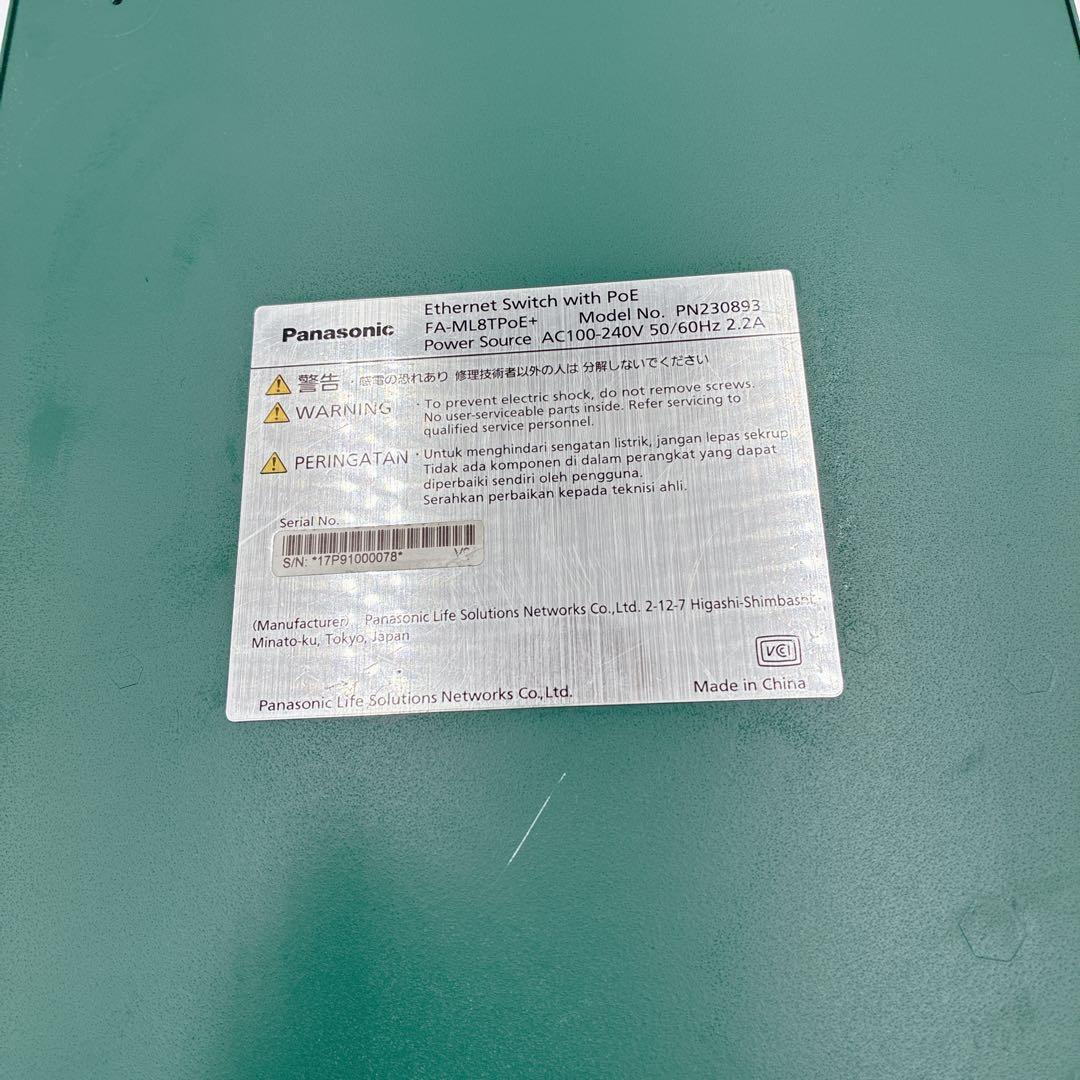 Panasonic
Ethernet Switch with PoE
FA-ML8TPoE+ Model No. PN230893
Power Source AC100-240V 50/60Hz 2.2A
警告 ・感電の恐れあり 修理技術者以外の人は 分解しないでください
WARNING ・To prevent electric shock, do not remove screws.
No user-serviceable parts inside. Refer servicing to
qualified service personnel.
PERINGATAN ・Untuk menghindari sengatan listrik, jangan lepas sekrup
Tidak ada komponen di dalam perangkat yang dapat
diperbaiki sendiri oleh pengguna.
Serahkan perbaikan kepada teknisi ahli.
Serial No.
S/N: *17P91000078*
(Manufacturer) Panasonic Life Solutions Networks Co.,Ltd. 2-12-7 Higashi-Shimbashi,
Minato-ku, Tokyo, Japan
VCI
Panasonic Life Solutions Networks Co.,Ltd.
Made in China